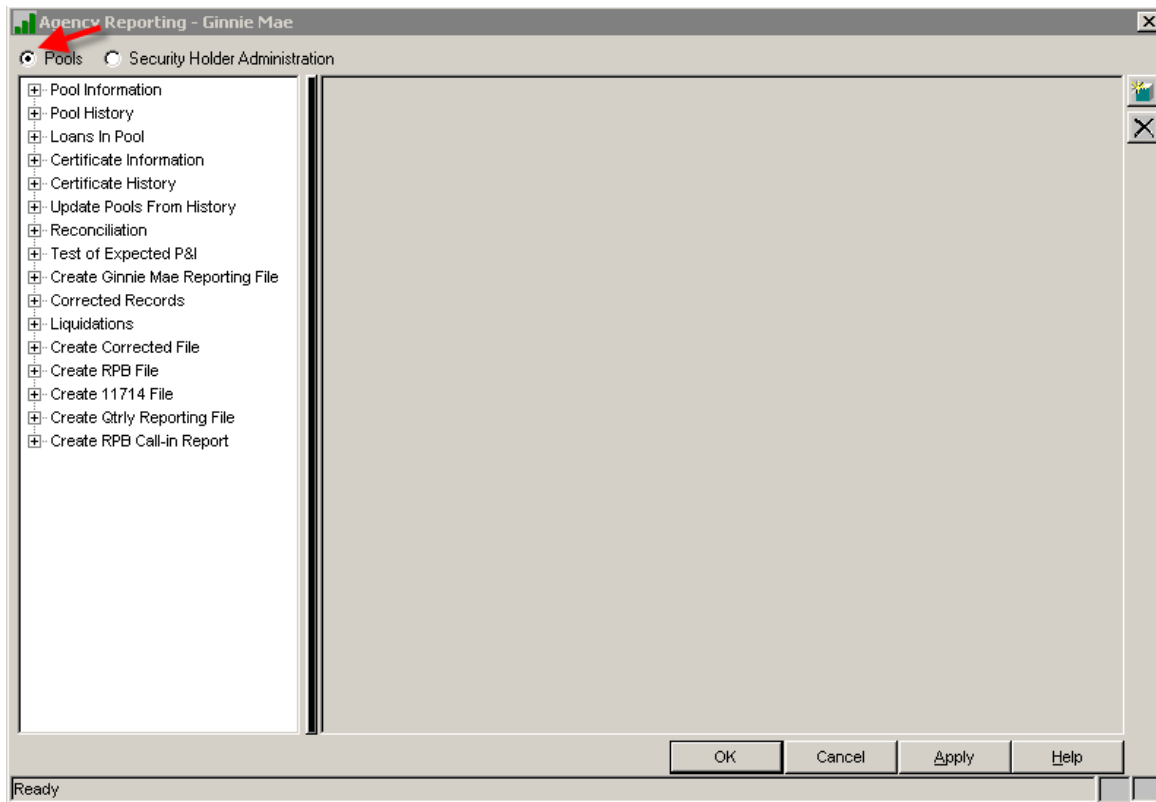 Agency Reporting - Ginnie Mae
Pools Security Holder Administration
Pool Information
Pool History
Loans In Pool
Certificate Information
Certificate History
Update Pools From History
Reconciliation
Test of Expected P&I
Create Ginnie Mae Reporting File
Corrected Records
Liquidations
Create Corrected File
Create RPB File
Create 11714 File
Create Qtrly Reporting File
Create RPB Call-in Report
OK Cancel Apply Help
Ready